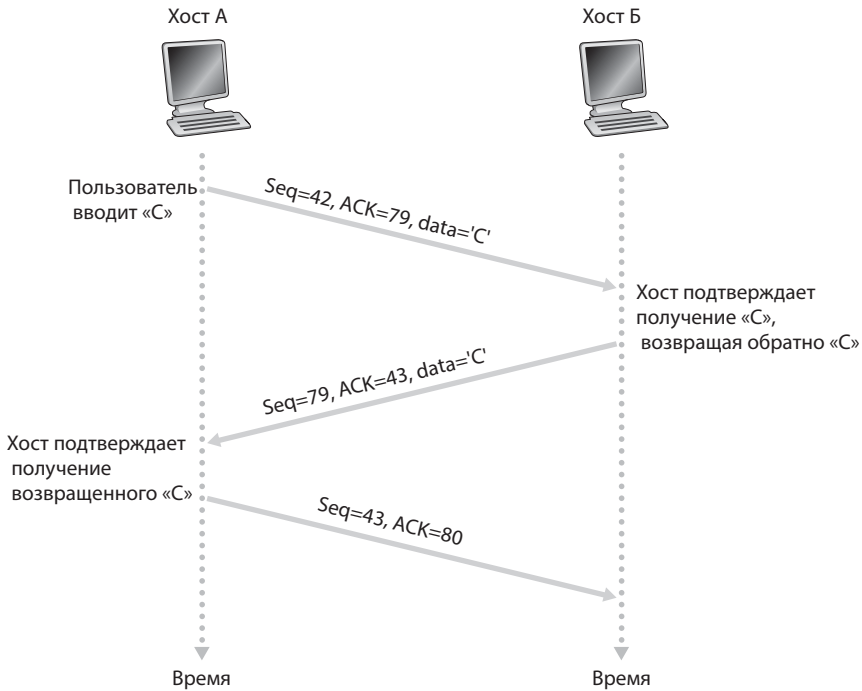 Хост А
Хост Б
Пользователь
вводит «С»
Seq=42, ACK=79, data='C'
Хост подтверждает
получение «С»,
возвращая обратно «С»
Seq=79, ACK=43, data='C'
Хост подтверждает
получение
возвращенного «С»
Seq=43, ACK=80
Время
Время